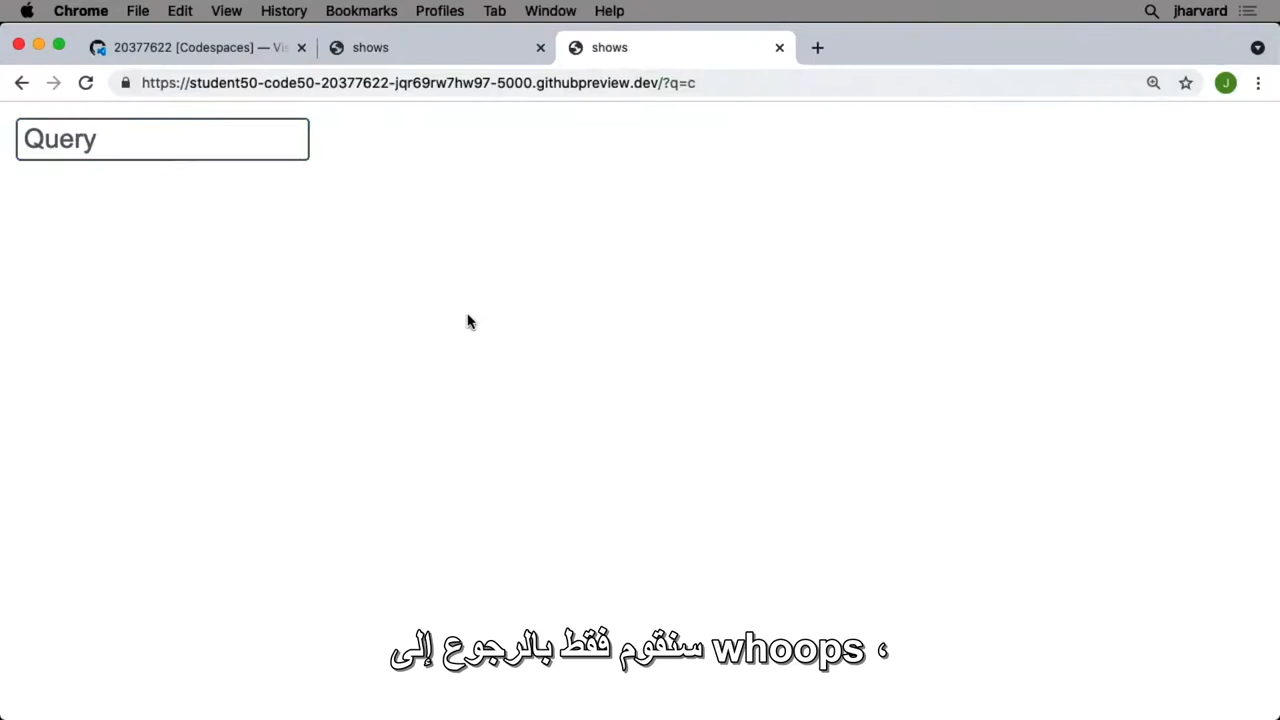 Chrome File Edit View History Bookmarks Profiles Tab Window Help jharvard
20377622 [Codespaces] — Vis shows shows
https://student50-code50-20377622-jqr69rw7hw97-5000.githubpreview.dev/?q=c J
Query
، whoops سنقوم فقط بالرجوع إلى